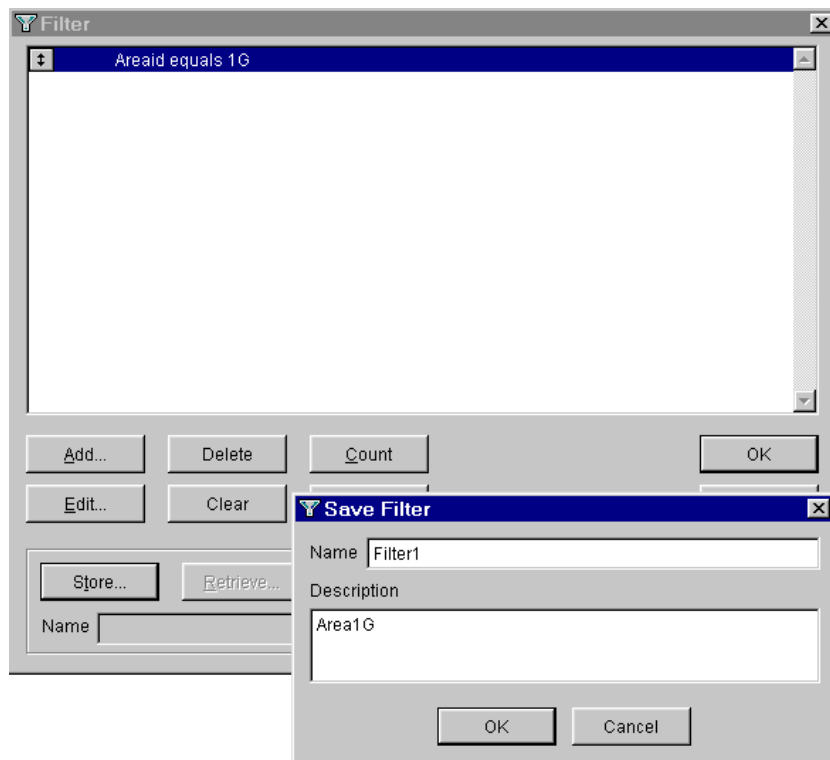 Filter
Areaid equals 1G
Add... Delete Count OK
Edit... Clear
Save Filter
Name Filter1
Description
Area1G
OK Cancel
Store... Retrieve...
Name